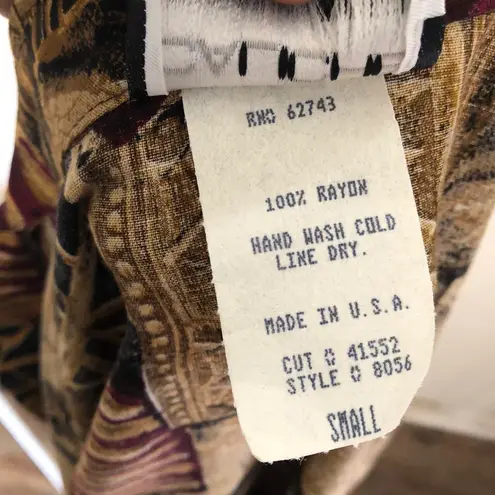 RN# 62743
100% RAYON
HAND WASH COLD
LINE DRY.
MADE IN U.S.A.
CUT # 41552
STYLE # 8056
SMALL